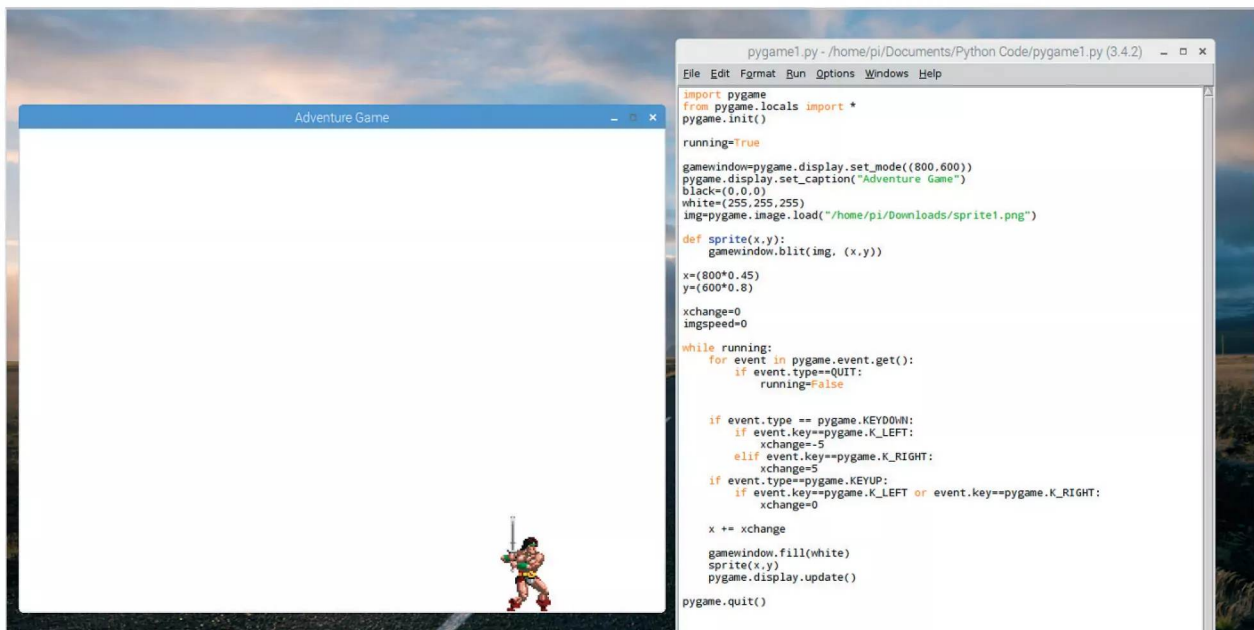 Adventure Game
pygame1.py - /home/pi/Documents/Python Code/pygame1.py (3.4.2)
File Edit Format Run Options Windows Help
import pygame
from pygame.locals import *
pygame.init()
running=True
gamewindow=pygame.display.set_mode((800,600))
pygame.display.set_caption("Adventure Game")
black=(0,0,0)
white=(255,255,255)
img=pygame.image.load("/home/pi/Downloads/sprite1.png")
def sprite(x,y):
    gamewindow.blit(img, (x,y))
x=(800*0.45)
y=(600*0.8)
xchange=0
imgspeed=0
while running:
    for event in pygame.event.get():
        if event.type==QUIT:
            running=False
    if event.type == pygame.KEYDOWN:
        if event.key==pygame.K_LEFT:
            xchange=-5
        elif event.key==pygame.K_RIGHT:
            xchange=5
    if event.type==pygame.KEYUP:
        if event.key==pygame.K_LEFT or event.key==pygame.K_RIGHT:
            xchange=0
    x += xchange
    gamewindow.fill(white)
    sprite(x,y)
    pygame.display.update()
pygame.quit()